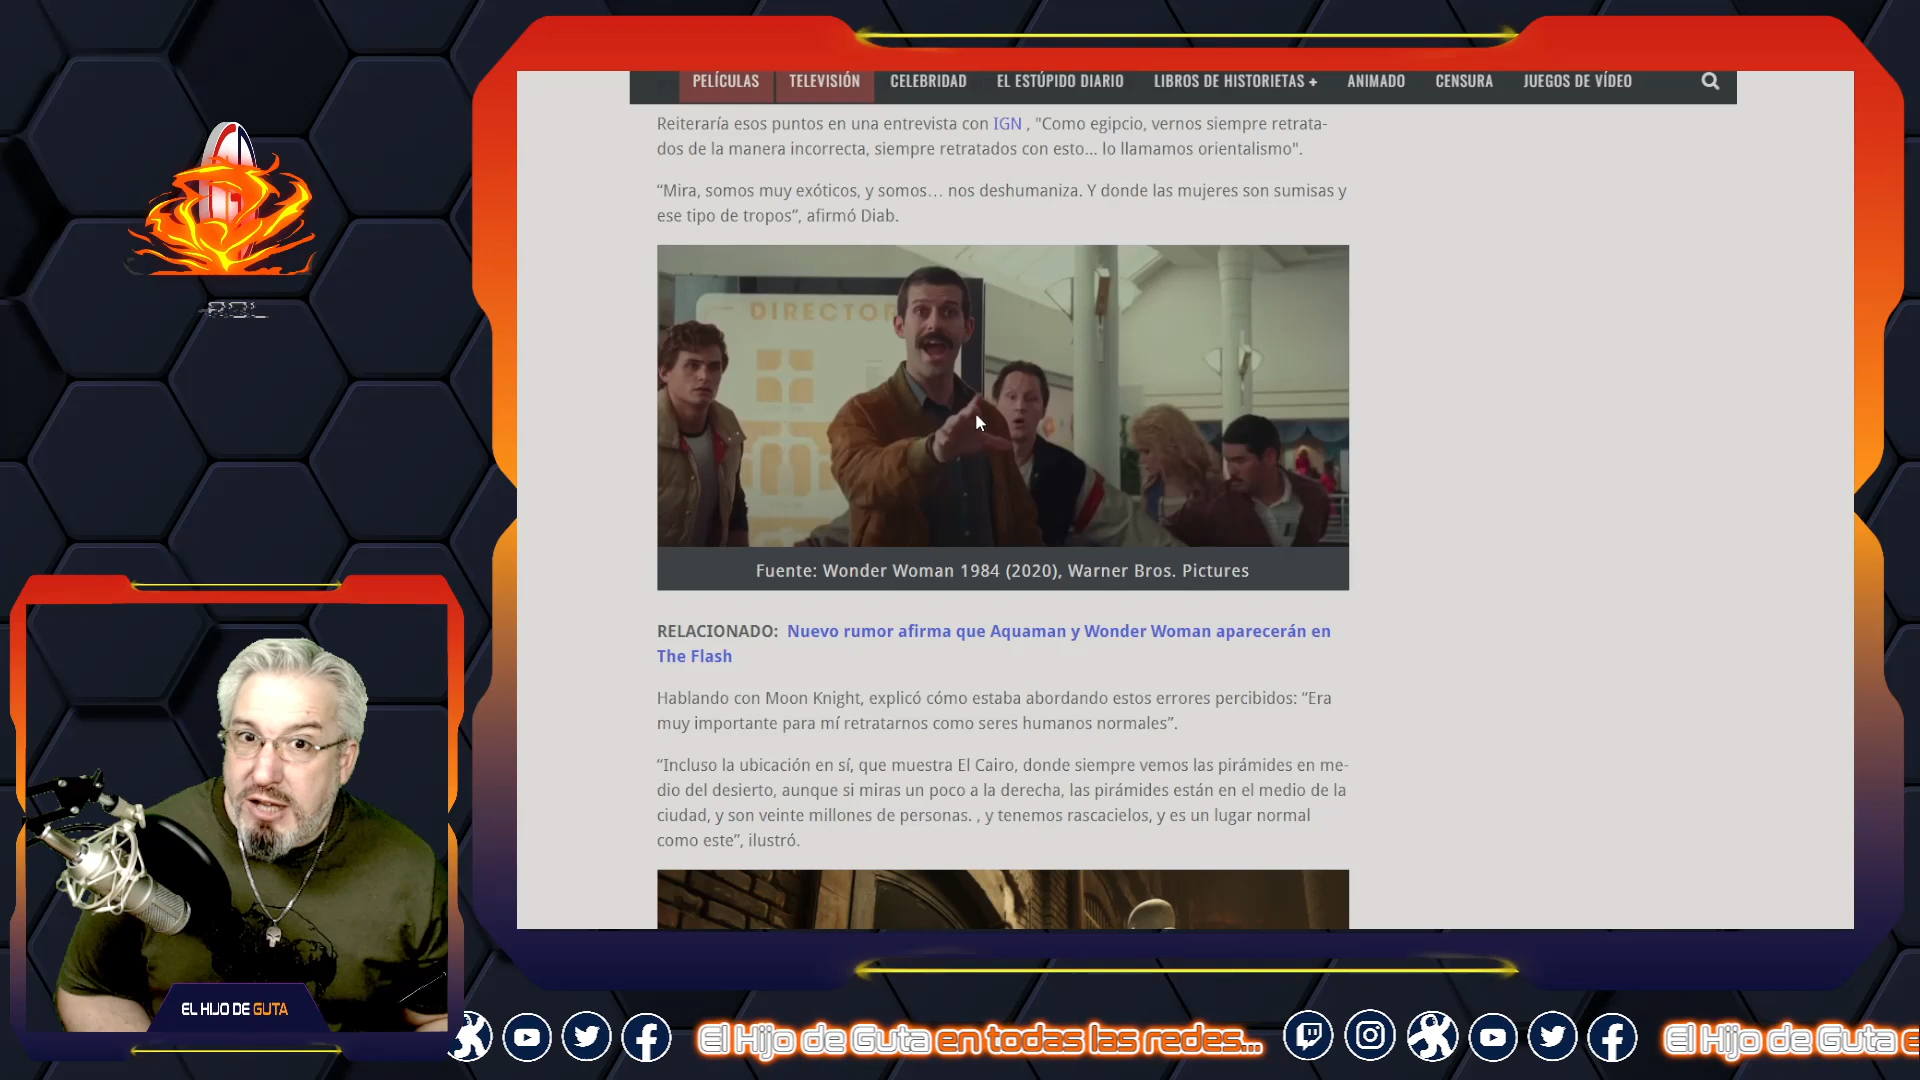 PELÍCULAS TELEVISIÓN CELEBRIDAD EL ESTÚPIDO DIARIO LIBROS DE HISTORIETAS + ANIMADO CENSURA JUEGOS DE VÍDEO
Reiteraría esos puntos en una entrevista con IGN , "Como egipcio, vernos siempre retrata-
dos de la manera incorrecta, siempre retratados con esto... lo llamamos orientalismo".
“Mira, somos muy exóticos, y somos… nos deshumaniza. Y donde las mujeres son sumisas y
ese tipo de tropos”, afirmó Diab.
DIRECTOR
Fuente: Wonder Woman 1984 (2020), Warner Bros. Pictures
RELACIONADO: Nuevo rumor afirma que Aquaman y Wonder Woman aparecerán en
The Flash
Hablando con Moon Knight, explicó cómo estaba abordando estos errores percibidos: “Era
muy importante para mí retratarnos como seres humanos normales”.
“Incluso la ubicación en sí, que muestra El Cairo, donde siempre vemos las pirámides en me-
dio del desierto, aunque si miras un poco a la derecha, las pirámides están en el medio de la
ciudad, y son veinte millones de personas. , y tenemos rascacielos, y es un lugar normal
como este”, ilustró.
EL HIJO DE GUTA
El Hijo de Guta en todas las redes... El Hijo de Guta e